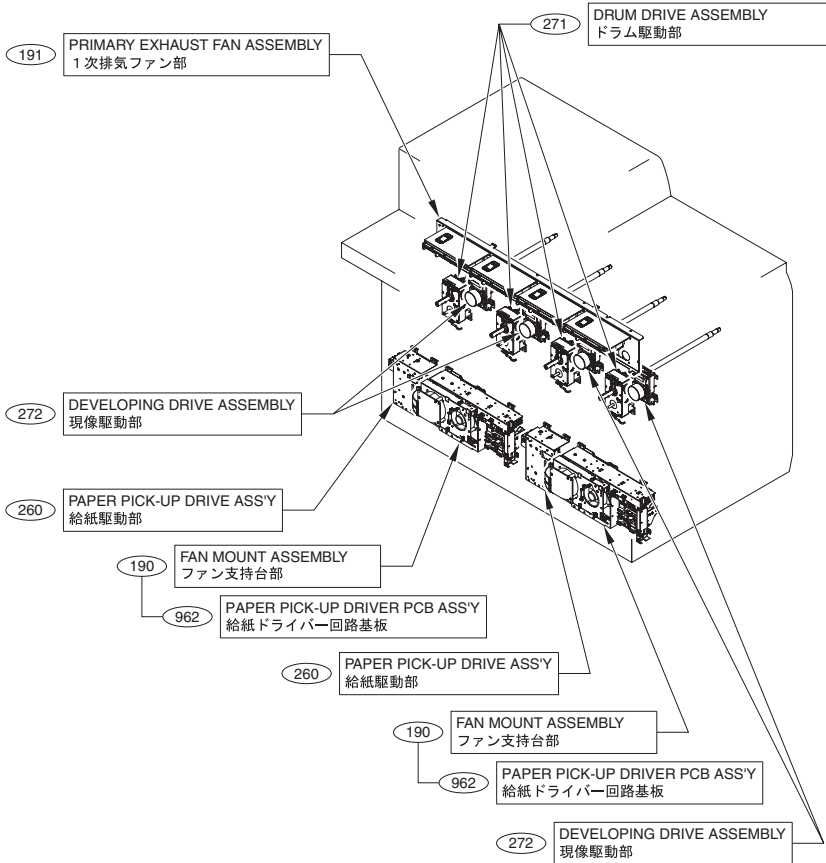 271
DRUM DRIVE ASSEMBLY
ドラム駆動部
191
PRIMARY EXHAUST FAN ASSEMBLY
1次排気ファン部
272
DEVELOPING DRIVE ASSEMBLY
現像駆動部
260
PAPER PICK-UP DRIVE ASS'Y
給紙駆動部
190
FAN MOUNT ASSEMBLY
ファン支持台部
962
PAPER PICK-UP DRIVER PCB ASS'Y
給紙ドライバー回路基板
260
PAPER PICK-UP DRIVE ASS'Y
給紙駆動部
190
FAN MOUNT ASSEMBLY
ファン支持台部
962
PAPER PICK-UP DRIVER PCB ASS'Y
給紙ドライバー回路基板
272
DEVELOPING DRIVE ASSEMBLY
現像駆動部